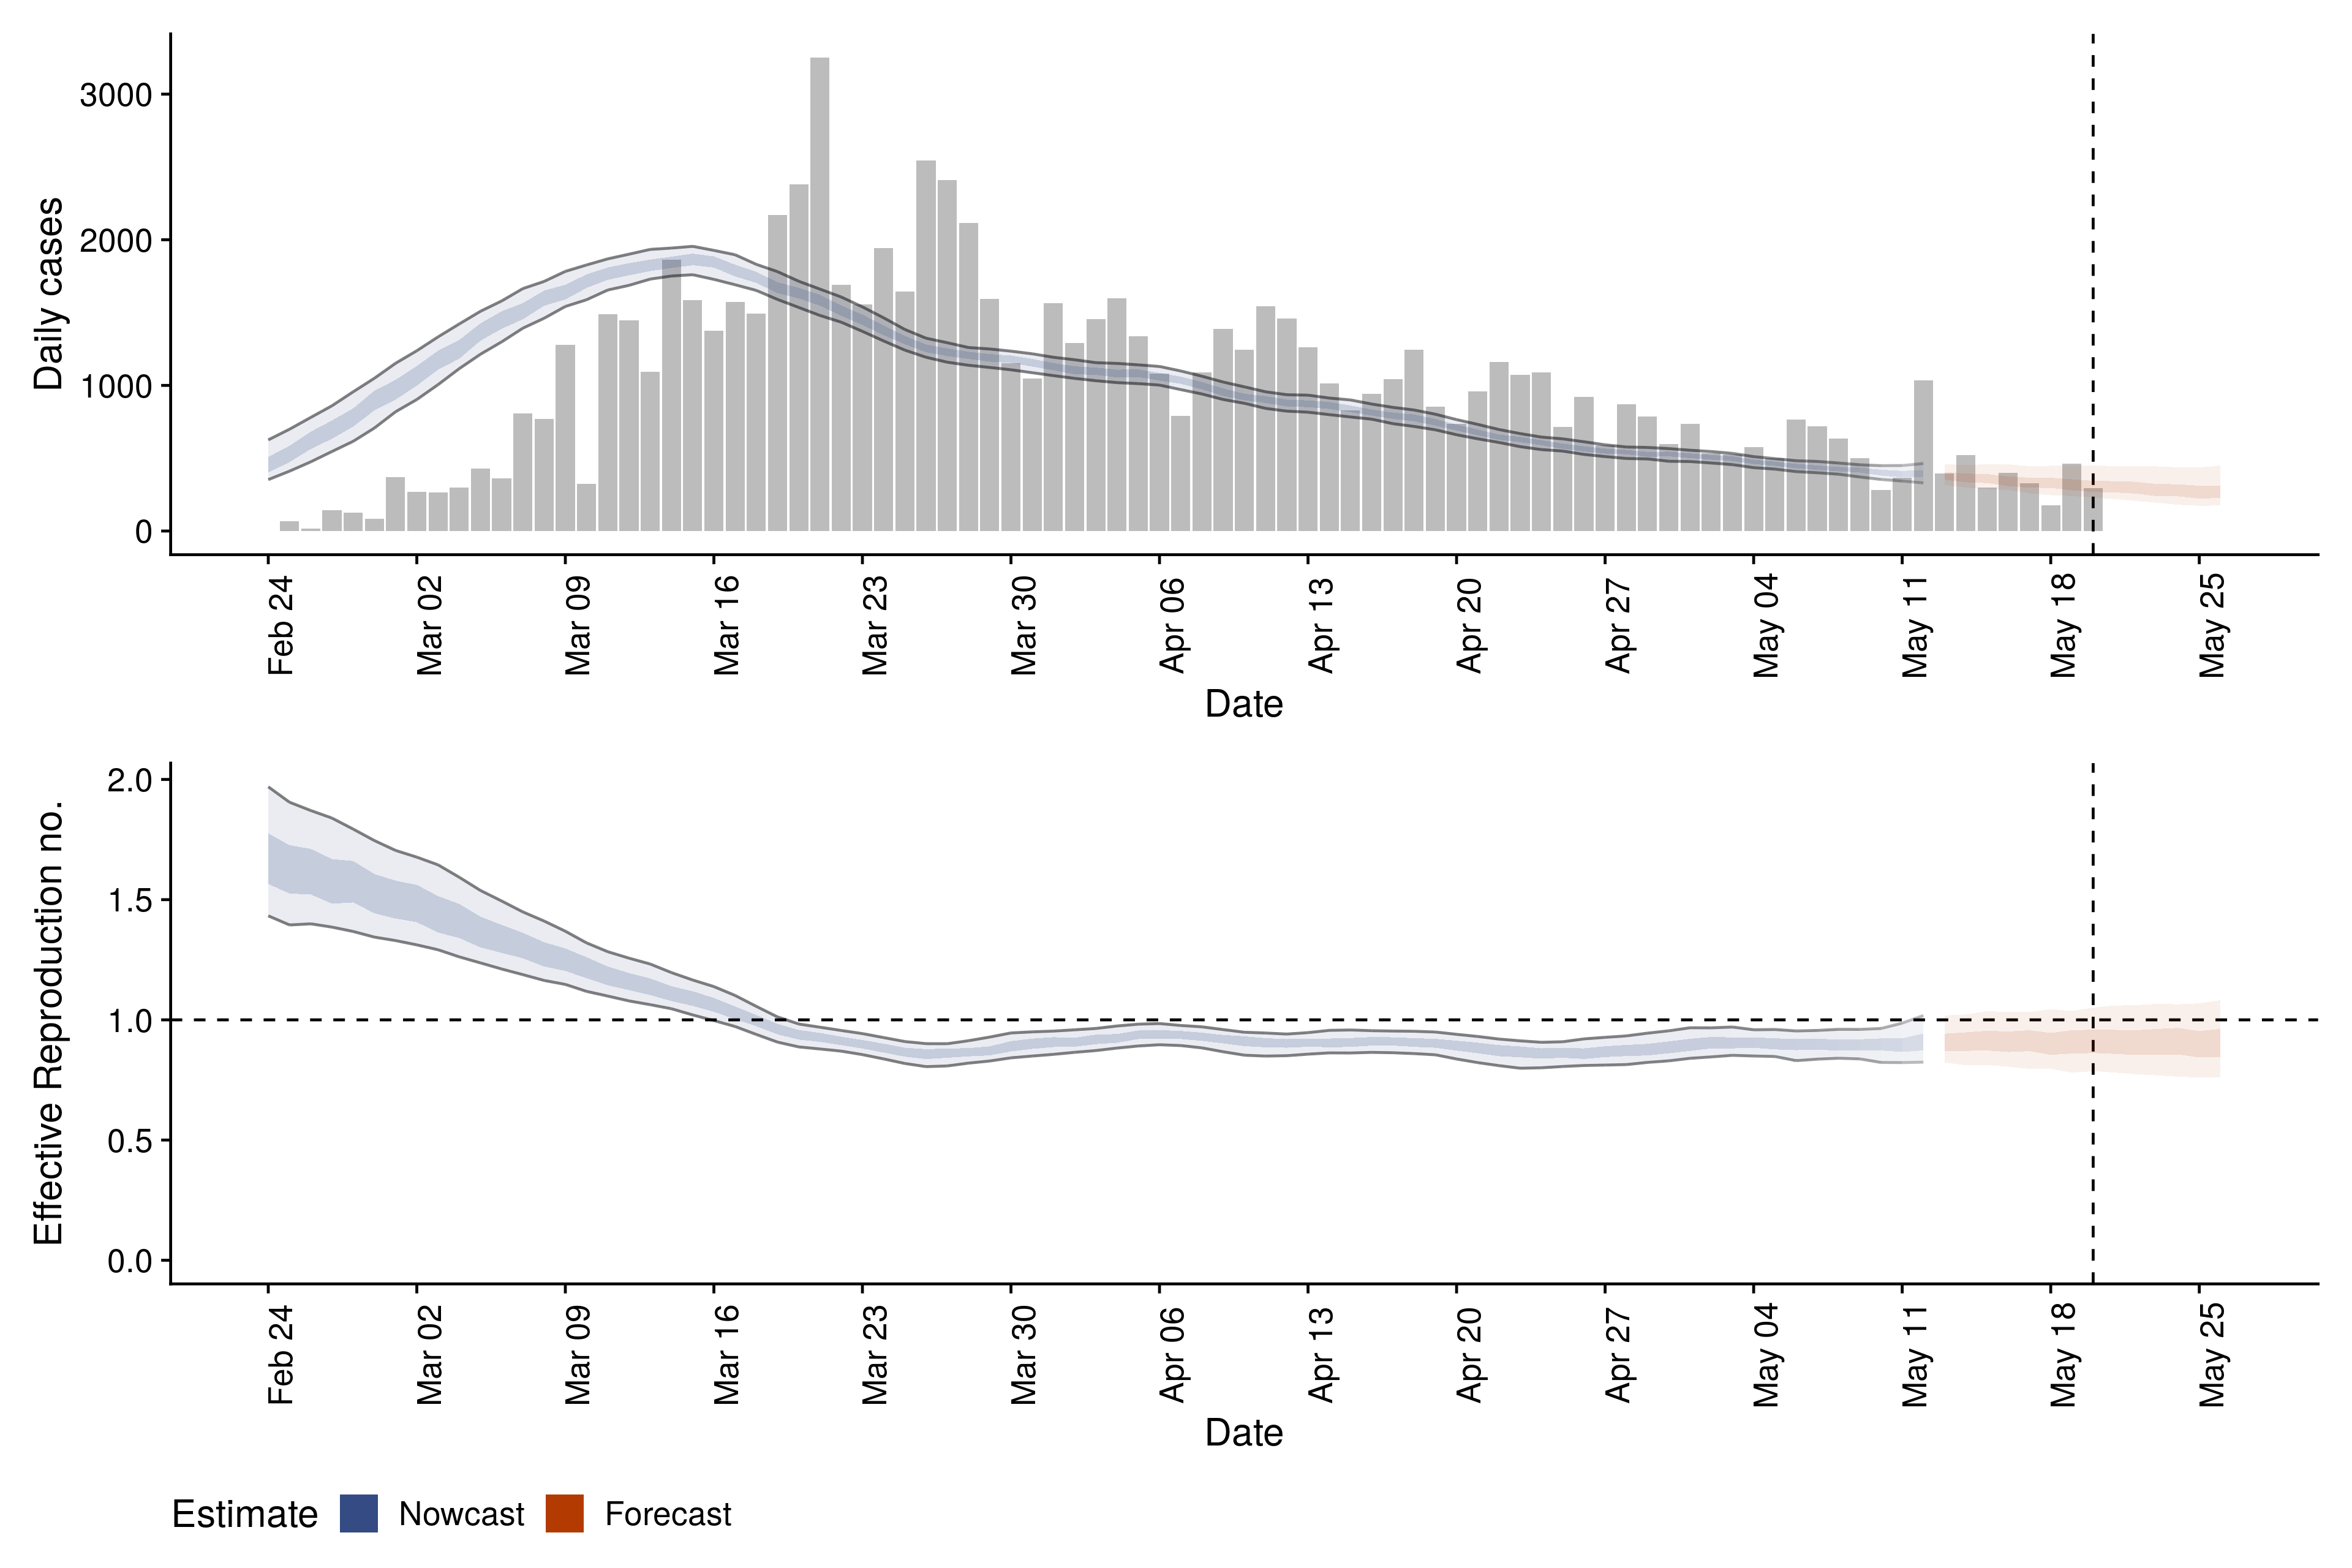 Daily cases
3000
2000
1000
0
Feb 24
Mar 02
Mar 09
Mar 16
Mar 23
Mar 30
Apr 06
Apr 13
Apr 20
Apr 27
May 04
May 11
May 18
May 25
Date
Effective Reproduction no.
2.0
1.5
1.0
0.5
0.0
Feb 24
Mar 02
Mar 09
Mar 16
Mar 23
Mar 30
Apr 06
Apr 13
Apr 20
Apr 27
May 04
May 11
May 18
May 25
Date
Estimate Nowcast Forecast